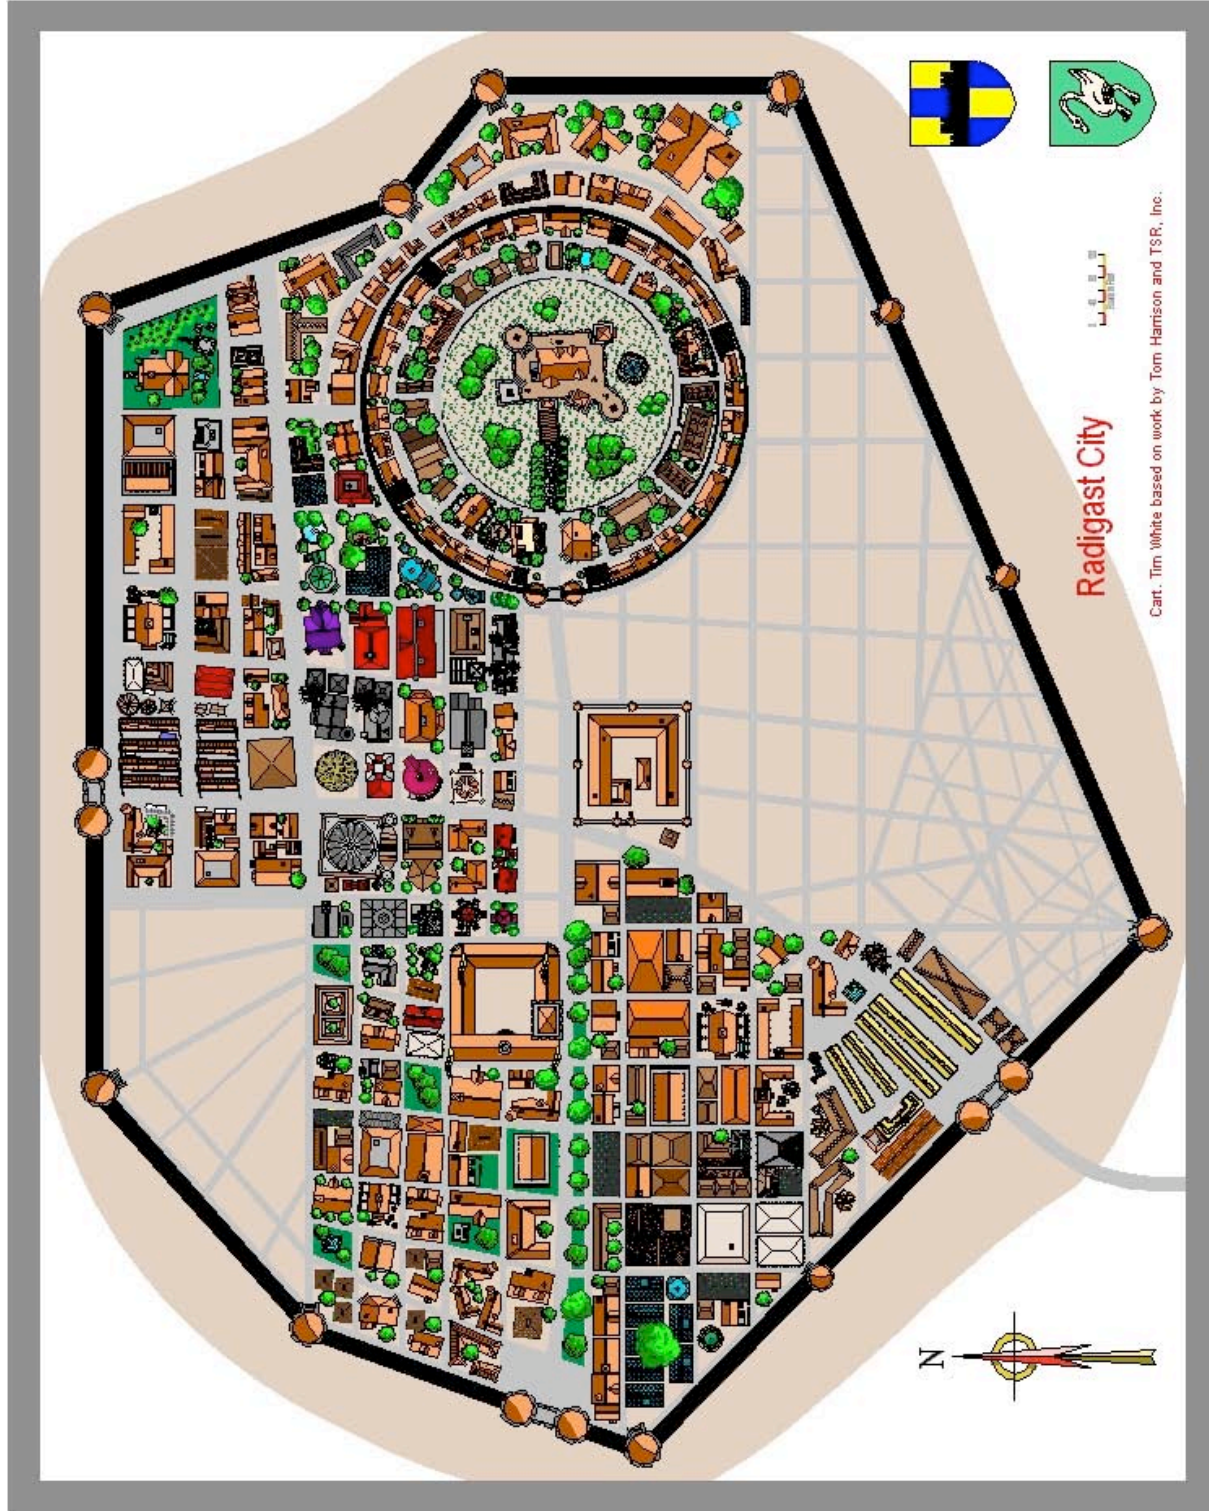 Radigast City
Cart. Tim White based on work by Tom Harrison and TSR, Inc.
N